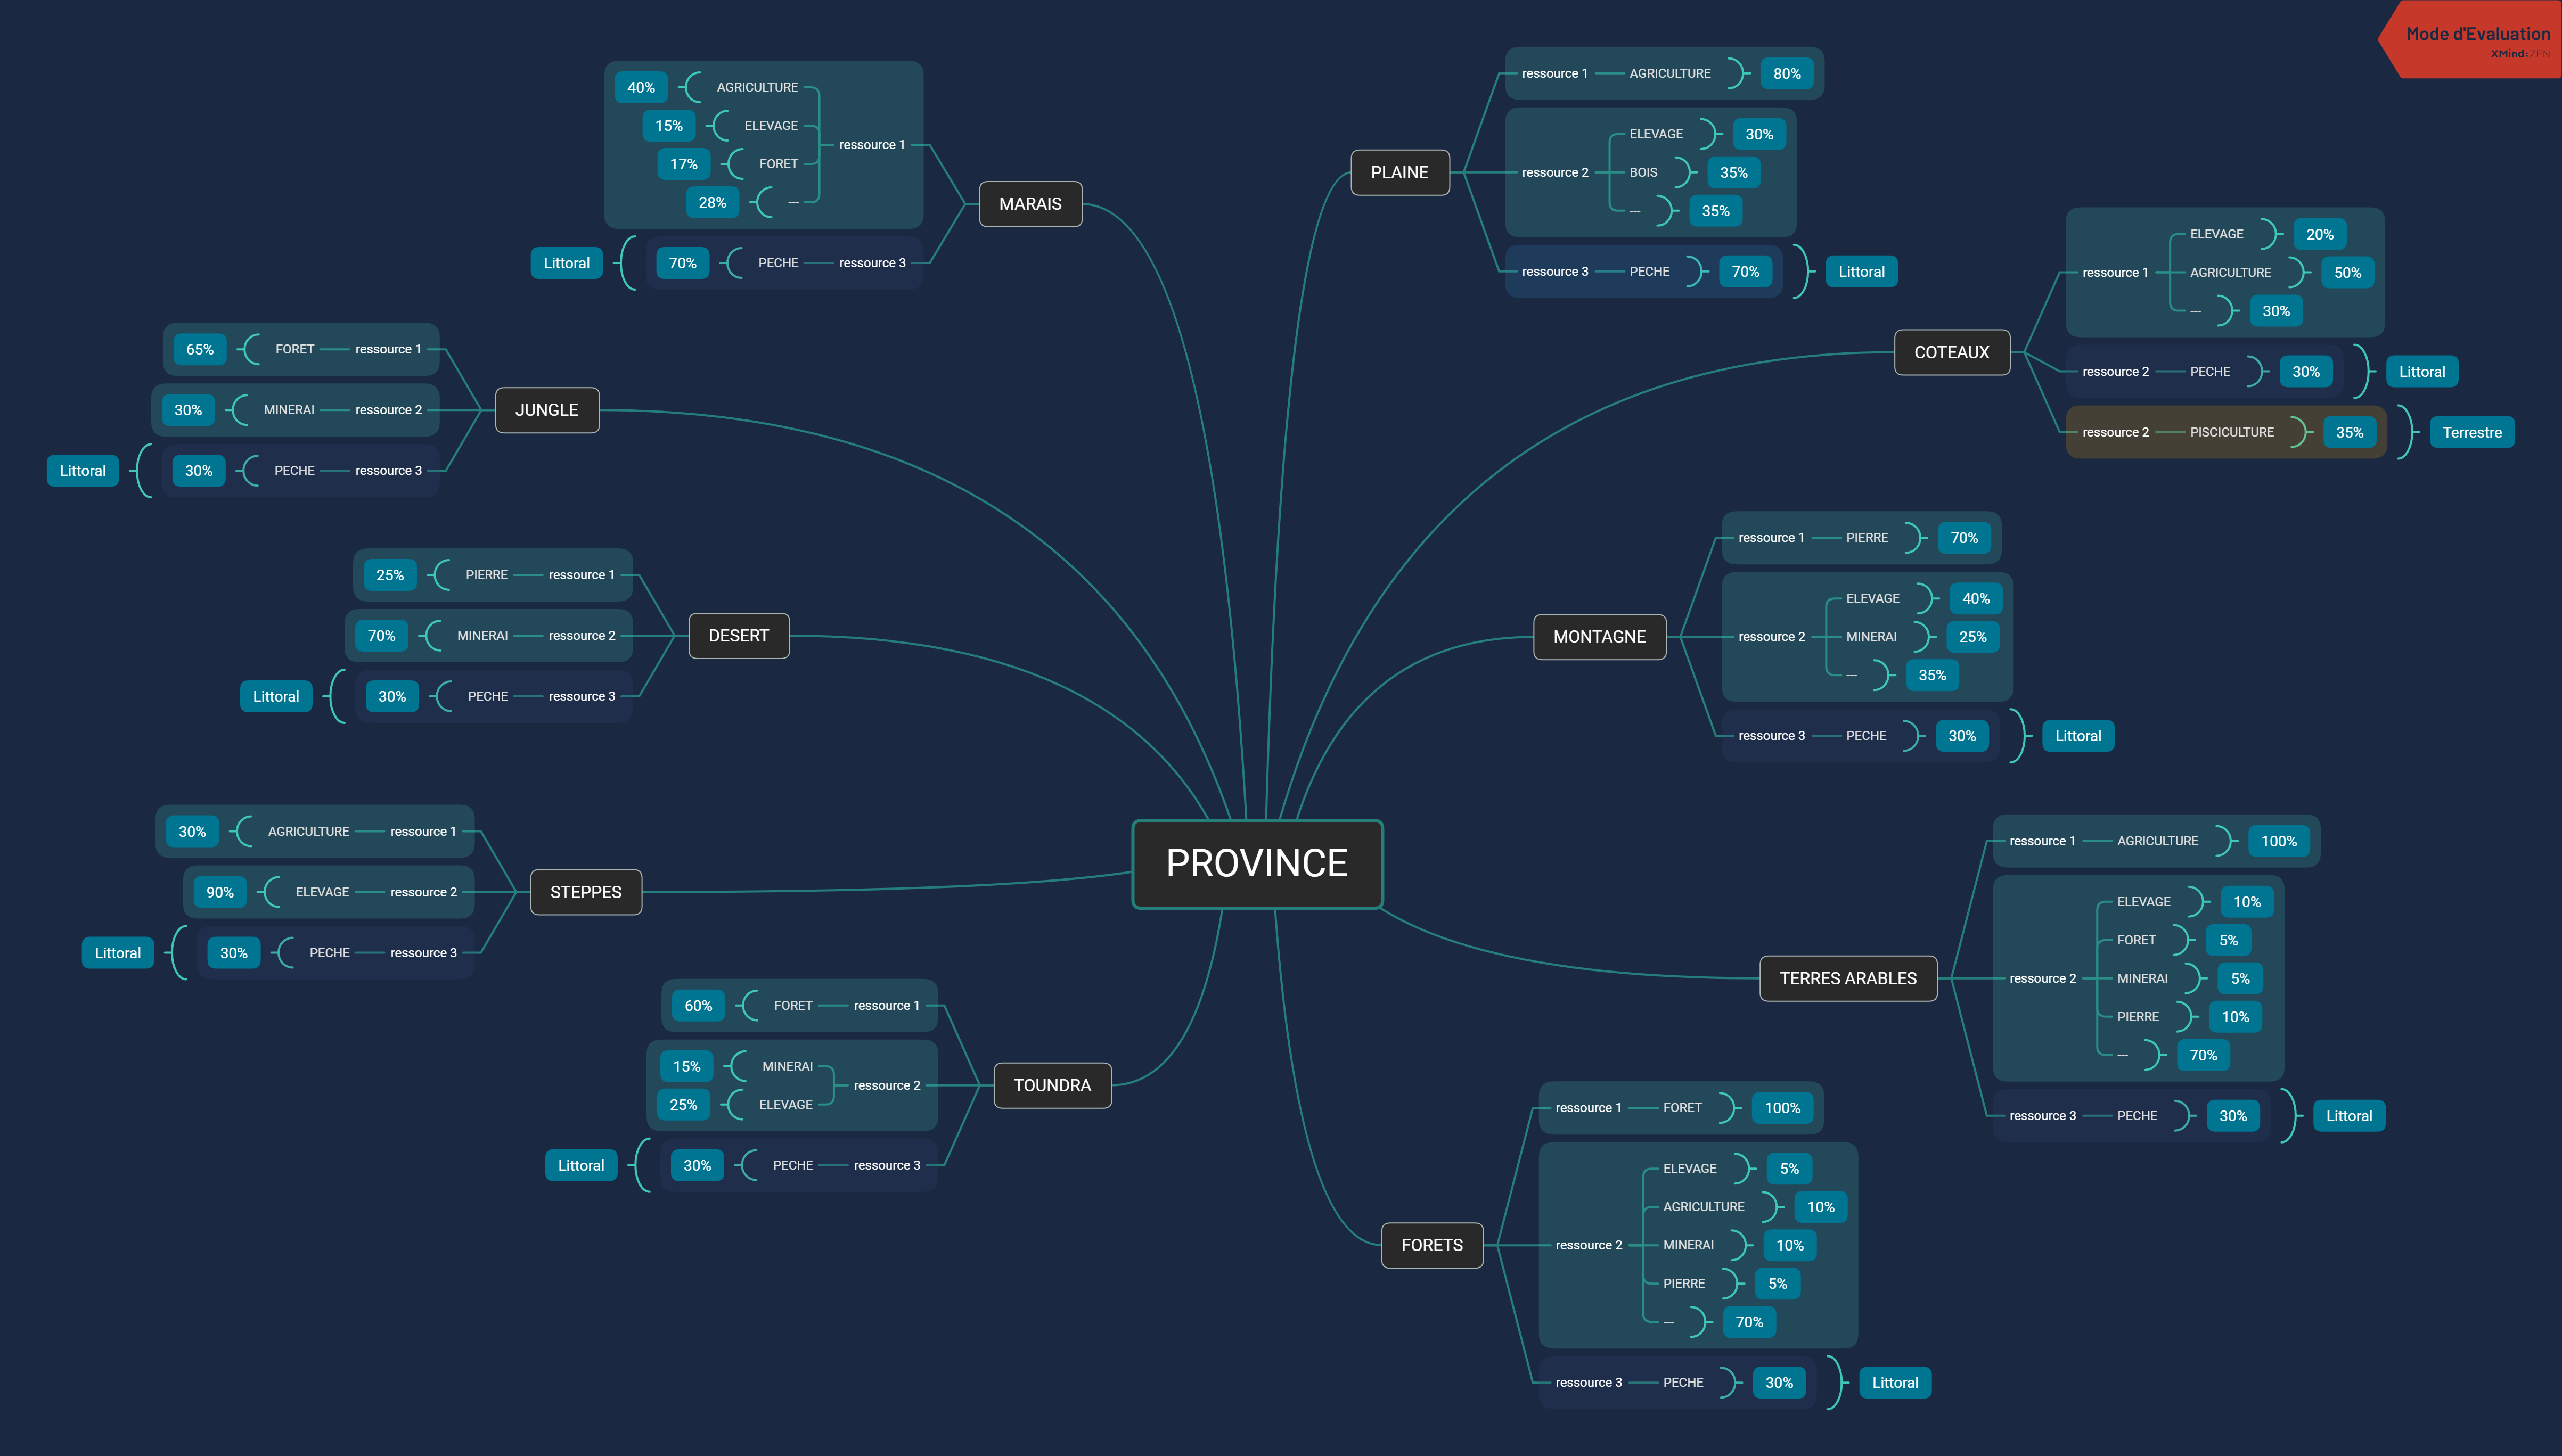 Mode d'Evaluation
XMind:ZEN
PROVINCE
PLAINE
ressource 1 AGRICULTURE 80%
ressource 2
ELEVAGE 30%
BOIS 35%
— 35%
ressource 3 PECHE 70% Littoral
COTEAUX
ressource 1
ELEVAGE 20%
AGRICULTURE 50%
— 30%
ressource 2 PECHE 30% Littoral
ressource 2 PISCICULTURE 35% Terrestre
MONTAGNE
ressource 1 PIERRE 70%
ressource 2
ELEVAGE 40%
MINERAI 25%
— 35%
ressource 3 PECHE 30% Littoral
TERRES ARABLES
ressource 1 AGRICULTURE 100%
ressource 2
ELEVAGE 10%
FORET 5%
MINERAI 5%
PIERRE 10%
— 70%
ressource 3 PECHE 30% Littoral
FORETS
ressource 1 FORET 100%
ressource 2
ELEVAGE 5%
AGRICULTURE 10%
MINERAI 10%
PIERRE 5%
— 70%
ressource 3 PECHE 30% Littoral
MARAIS
40% AGRICULTURE
15% ELEVAGE
17% FORET
28% —
ressource 1
Littoral 70% PECHE ressource 3
JUNGLE
65% FORET ressource 1
30% MINERAI ressource 2
Littoral 30% PECHE ressource 3
DESERT
25% PIERRE ressource 1
70% MINERAI ressource 2
Littoral 30% PECHE ressource 3
STEPPES
30% AGRICULTURE ressource 1
90% ELEVAGE ressource 2
Littoral 30% PECHE ressource 3
TOUNDRA
60% FORET ressource 1
15% MINERAI
25% ELEVAGE
ressource 2
Littoral 30% PECHE ressource 3